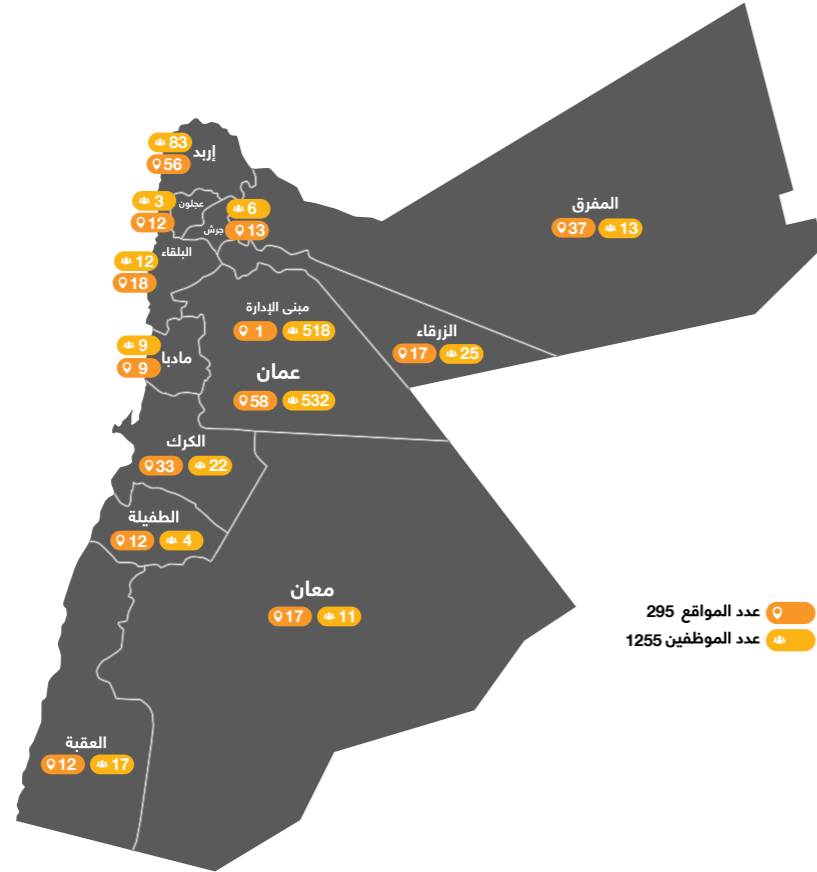 83
إربد
56
3
عجلون
12
6
جرش
13
المفرق
37 13
12
البلقاء
18
مبنى الإدارة
1 518
الزرقاء
17 25
9
مادبا
9
عمان
58 532
الكرك
33 22
الطفيلة
12 4
معان
17 11
عدد المواقع 295
عدد الموظفين 1255
العقبة
12 17